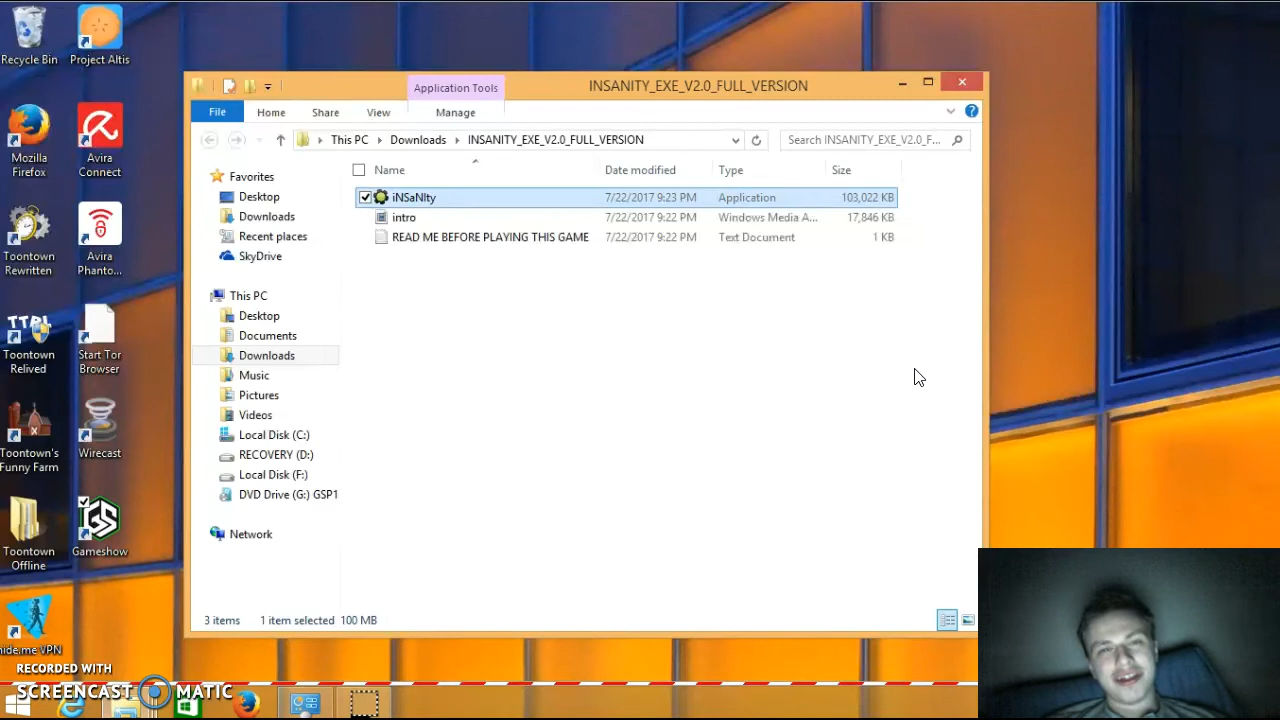 Recycle Bin
Project Altis
Mozilla Firefox
Avira Connect
Toontown Rewritten
Avira Phanto...
TTRL
Toontown Relived
Start Tor Browser
Toontown's Funny Farm
Wirecast
Toontown Offline
GS
Gameshow
hide.me VPN
RECORDED WITH
SCREENCAST MATIC
Application Tools
INSANITY_EXE_V2.0_FULL_VERSION
File Home Share View Manage
This PC Downloads INSANITY_EXE_V2.0_FULL_VERSION
Search INSANITY_EXE_V2.0_F...
Name Date modified Type Size
iNSaNIty 7/22/2017 9:23 PM Application 103,022 KB
intro 7/22/2017 9:22 PM Windows Media A... 17,846 KB
READ ME BEFORE PLAYING THIS GAME 7/22/2017 9:22 PM Text Document 1 KB
Favorites
Desktop
Downloads
Recent places
SkyDrive
This PC
Desktop
Documents
Downloads
Music
Pictures
Videos
Local Disk (C:)
RECOVERY (D:)
Local Disk (F:)
DVD Drive (G:) GSP1
Network
3 items 1 item selected 100 MB